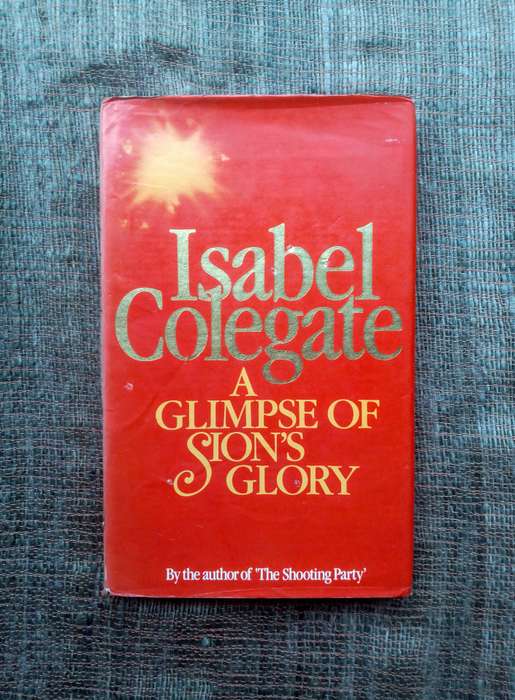 Isabel
Colegate
A
GLIMPSE OF
SION'S
GLORY
By the author of 'The Shooting Party'